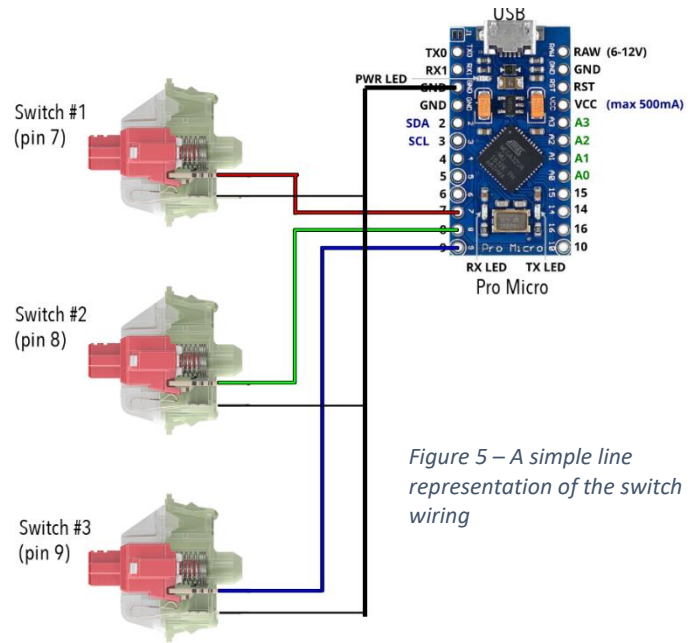 USB
TX0
RX1
PWR LED
GND
GND
SDA 2
SCL 3
4
5
6
7
8
9
RAW (6-12V)
GND
RST
VCC (max 500mA)
A3
A2
A1
A0
15
14
16
10
Pro Micro
RX LED
TX LED
Pro Micro
Switch #1
(pin 7)
Switch #2
(pin 8)
Switch #3
(pin 9)
Figure 5 – A simple line
representation of the switch
wiring